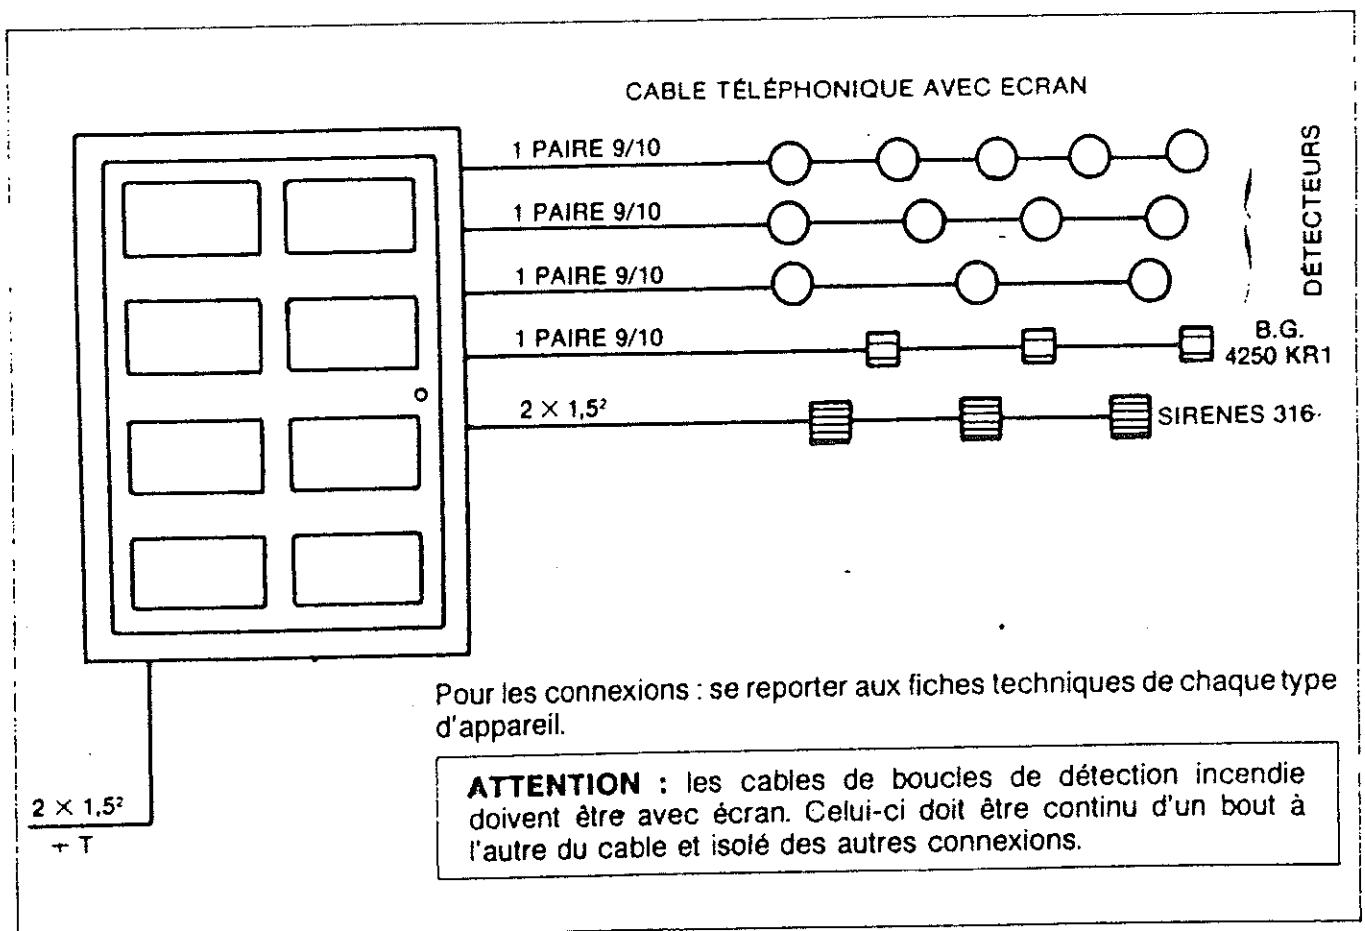 CABLE TÉLÉPHONIQUE AVEC ECRAN
1 PAIRE 9/10
1 PAIRE 9/10
1 PAIRE 9/10
DÉTECTEURS
1 PAIRE 9/10
B.G.
4250 KR1
2 × 1,5²
SIRENES 316
Pour les connexions : se reporter aux fiches techniques de chaque type
d'appareil.
ATTENTION : les cables de boucles de détection incendie
doivent être avec écran. Celui-ci doit être continu d'un bout à
l'autre du cable et isolé des autres connexions.
2 × 1,5²
+ T